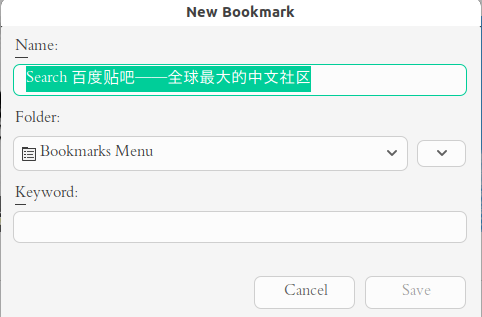 New Bookmark
Name:
Search 百度贴吧——全球最大的中文社区
Folder:
Bookmarks Menu
Keyword:
Cancel Save